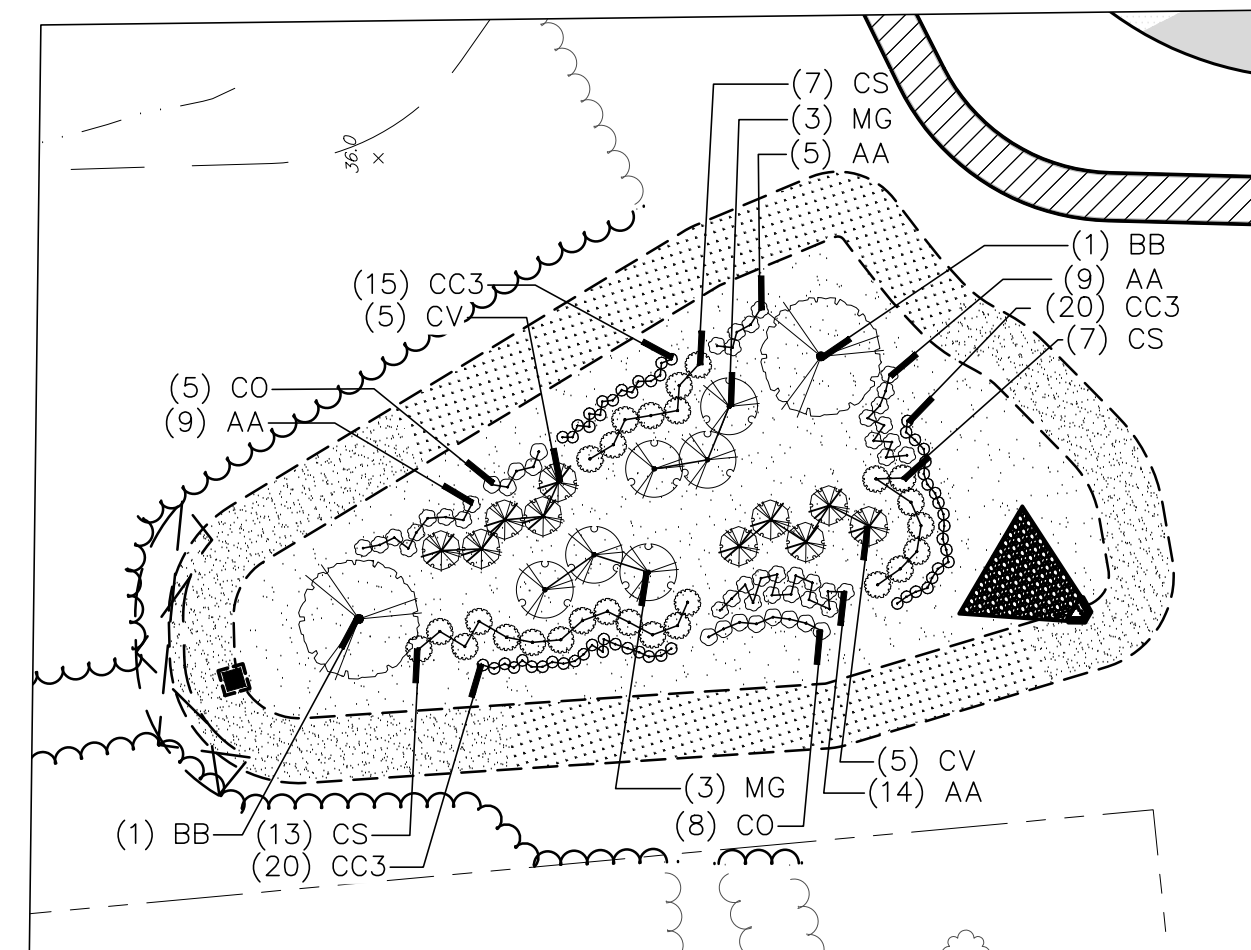 (7) CS
(3) MG
(5) AA
36.0
(1) BB
(9) AA
(20) CC3
(7) CS
(15) CC3
(5) CV
(5) CO
(9) AA
(5) CV
(3) MG
(14) AA
(8) CO
(1) BB
(13) CS
(20) CC3